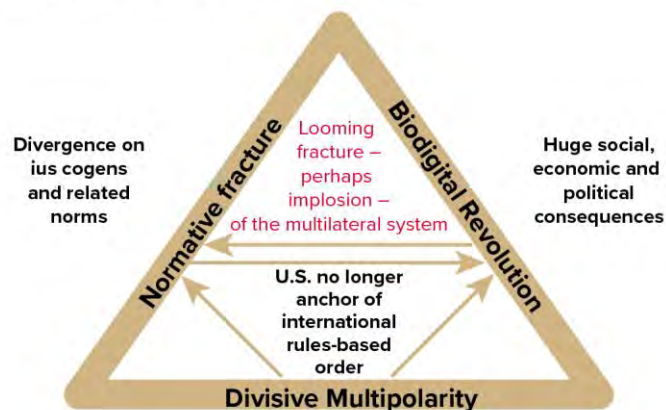 Normative fracture
Biodigital Revolution
Divergence on
ius cogens
and related
norms
Looming
fracture –
perhaps
implosion –
of the multilateral system
Huge social,
economic and
political
consequences
U.S. no longer
anchor of
international
rules-based
order
Divisive Multipolarity